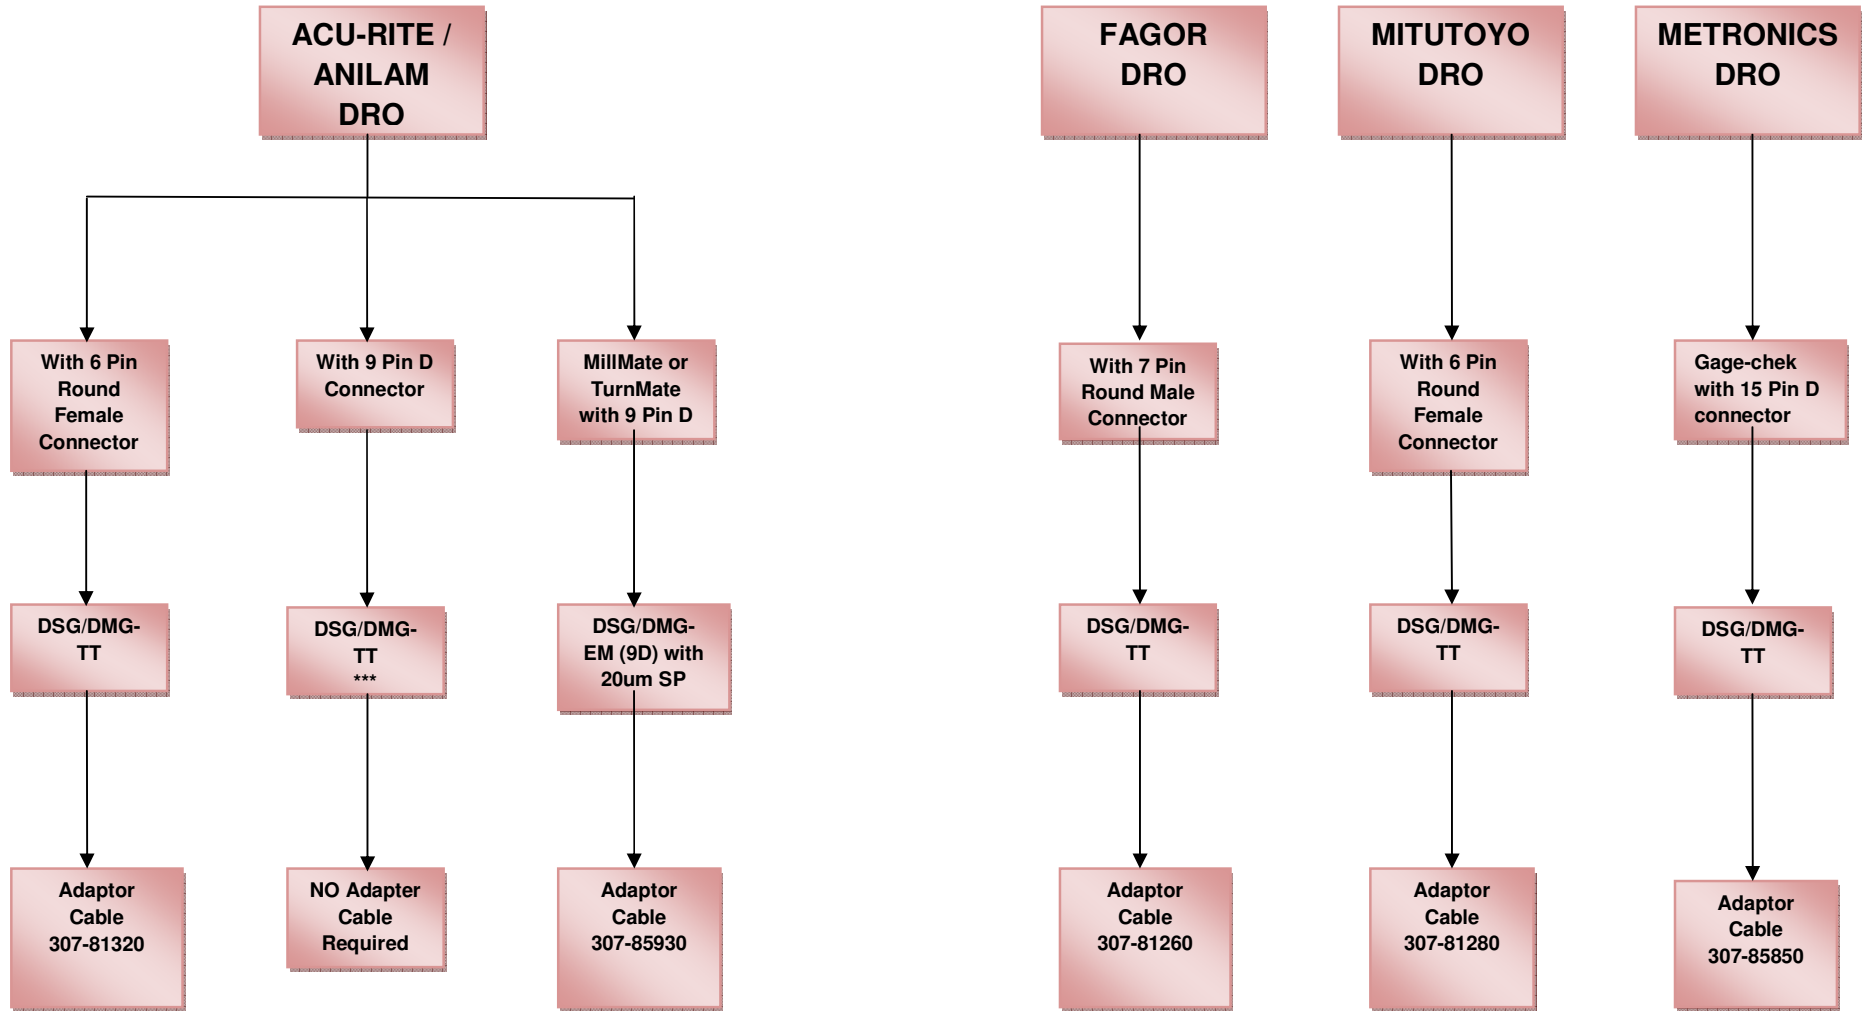 ACU-RITE /
ANILAM
DRO
FAGOR
DRO
MITUTOYO
DRO
METRONICS
DRO
With 6 Pin
Round
Female
Connector
With 9 Pin D
Connector
MillMate or
TurnMate
with 9 Pin D
With 7 Pin
Round Male
Connector
With 6 Pin
Round
Female
Connector
Gage-chek
with 15 Pin D
connector
DSG/DMG-
TT
DSG/DMG-
TT
***
DSG/DMG-
EM (9D) with
20um SP
DSG/DMG-
TT
DSG/DMG-
TT
DSG/DMG-
TT
Adaptor
Cable
307-81320
NO Adapter
Cable
Required
Adaptor
Cable
307-85930
Adaptor
Cable
307-81260
Adaptor
Cable
307-81280
Adaptor
Cable
307-85850